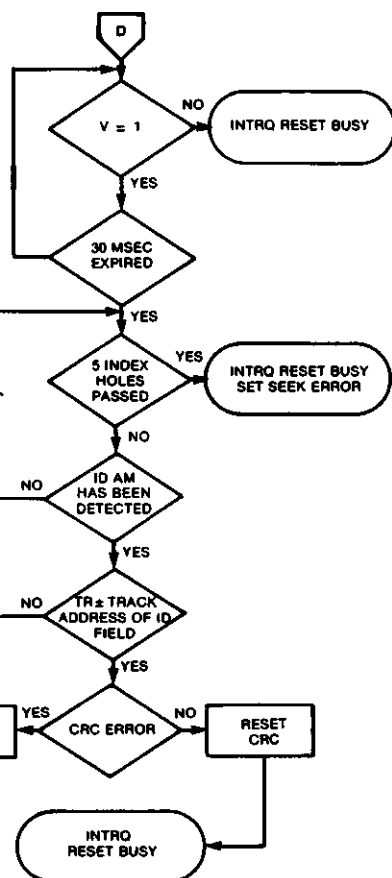 D
V = 1
NO
INTRQ RESET BUSY
YES
30 MSEC
EXPIRED
YES
5 INDEX
HOLES
PASSED
YES
INTRQ RESET BUSY
SET SEEK ERROR
NO
ID AM
HAS BEEN
DETECTED
NO
YES
TR± TRACK
ADDRESS OF ID
FIELD
NO
YES
CRC ERROR
YES
NO
RESET
CRC
INTRQ
RESET BUSY